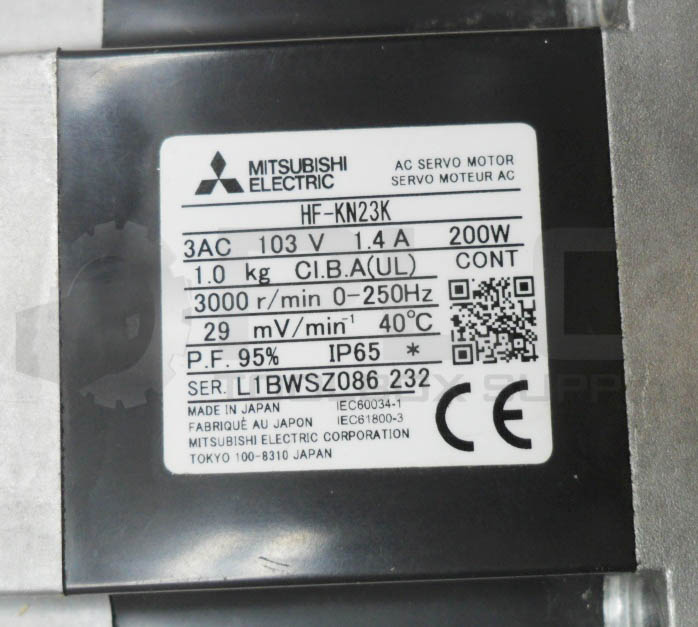 MITSUBISHI
ELECTRIC
AC SERVO MOTOR
SERVO MOTEUR AC
HF-KN23K
3AC 103 V 1.4 A 200W
1.0 kg CI.B.A(UL) CONT
3000 r/min 0-250Hz
29 mV/min⁻¹ 40℃
P.F. 95% IP65 *
SER. L1BWSZ086 232
MADE IN JAPAN IEC60034-1
FABRIQUÉ AU JAPON IEC61800-3
MITSUBISHI ELECTRIC CORPORATION
TOKYO 100-8310 JAPAN
CE